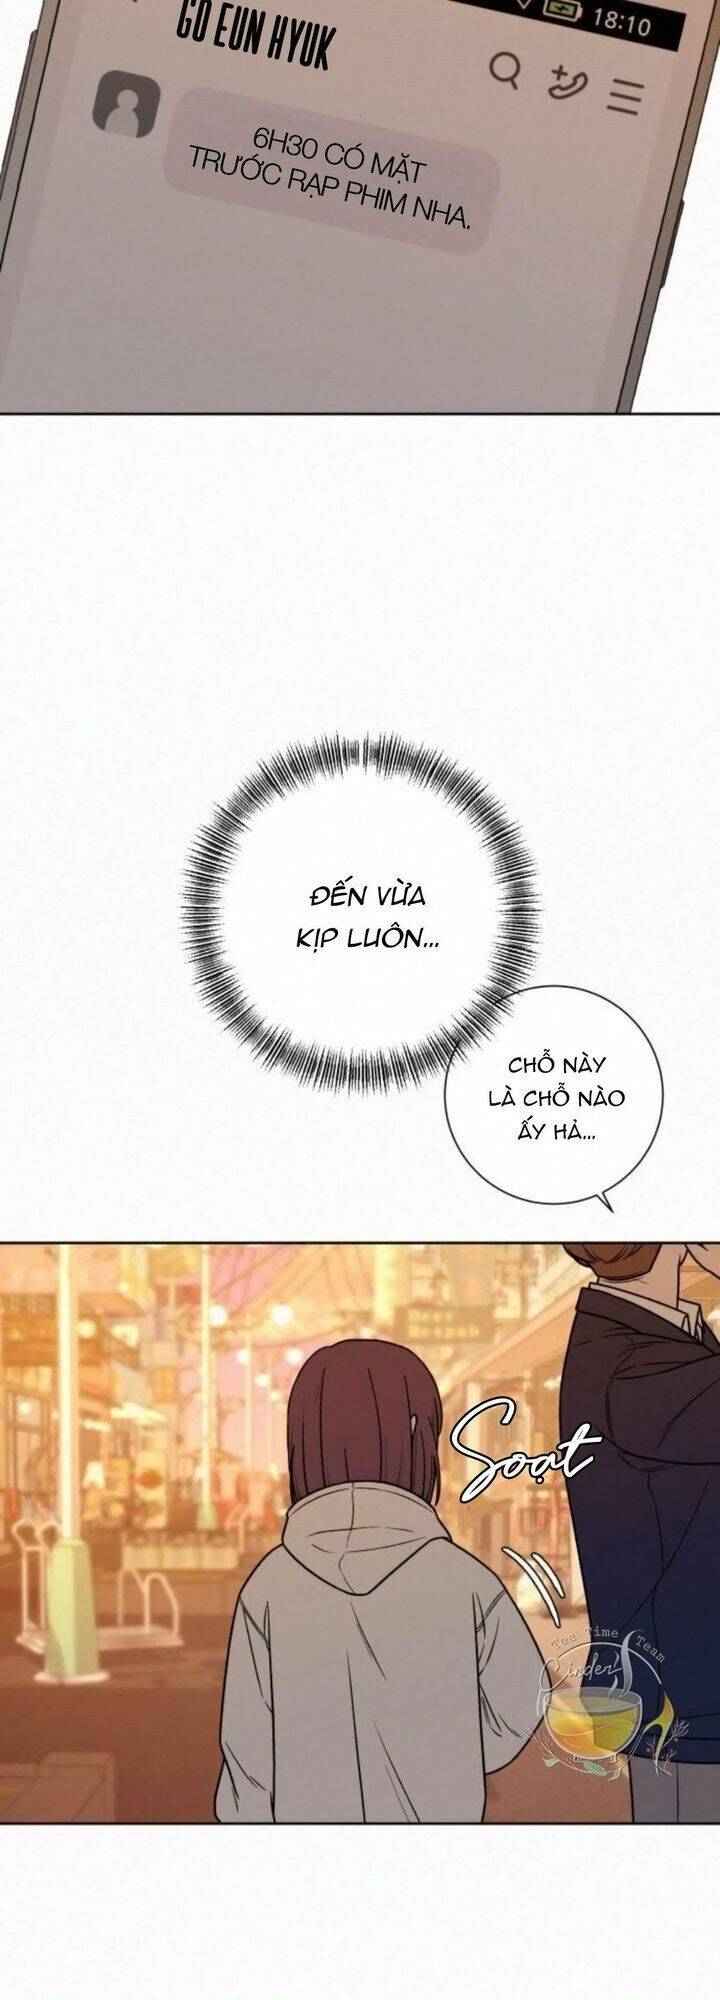 18:10
GO EUN HYUK
6H30 CÓ MẶT
TRƯỚC RẠP PHIM NHA.
ĐẾN VỪA
KỊP LUÔN...
CHỖ NÀY
LÀ CHỖ NÀO
ẤY HẢ...
Soạt
Tea Time Team
Cinder's